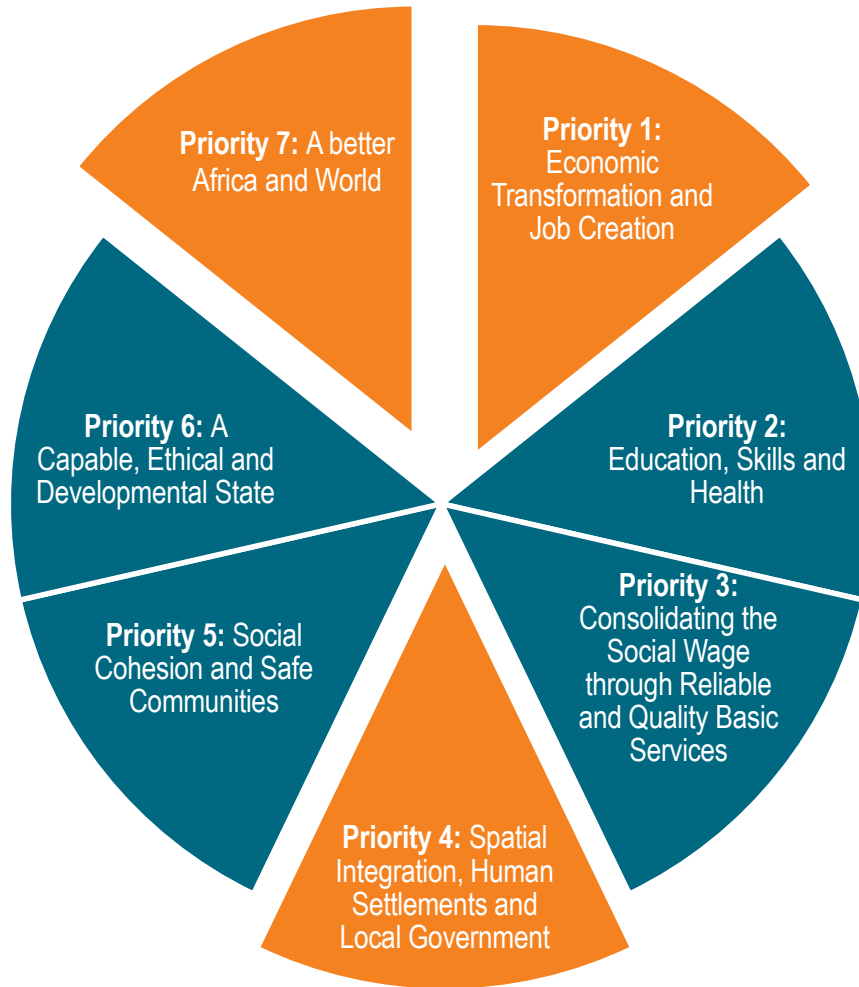 Priority 1:
Economic
Transformation and
Job Creation
Priority 2:
Education, Skills and
Health
Priority 3:
Consolidating the
Social Wage
through Reliable
and Quality Basic
Services
Priority 4: Spatial
Integration, Human
Settlements and
Local Government
Priority 5: Social
Cohesion and Safe
Communities
Priority 6: A
Capable, Ethical and
Developmental State
Priority 7: A better
Africa and World